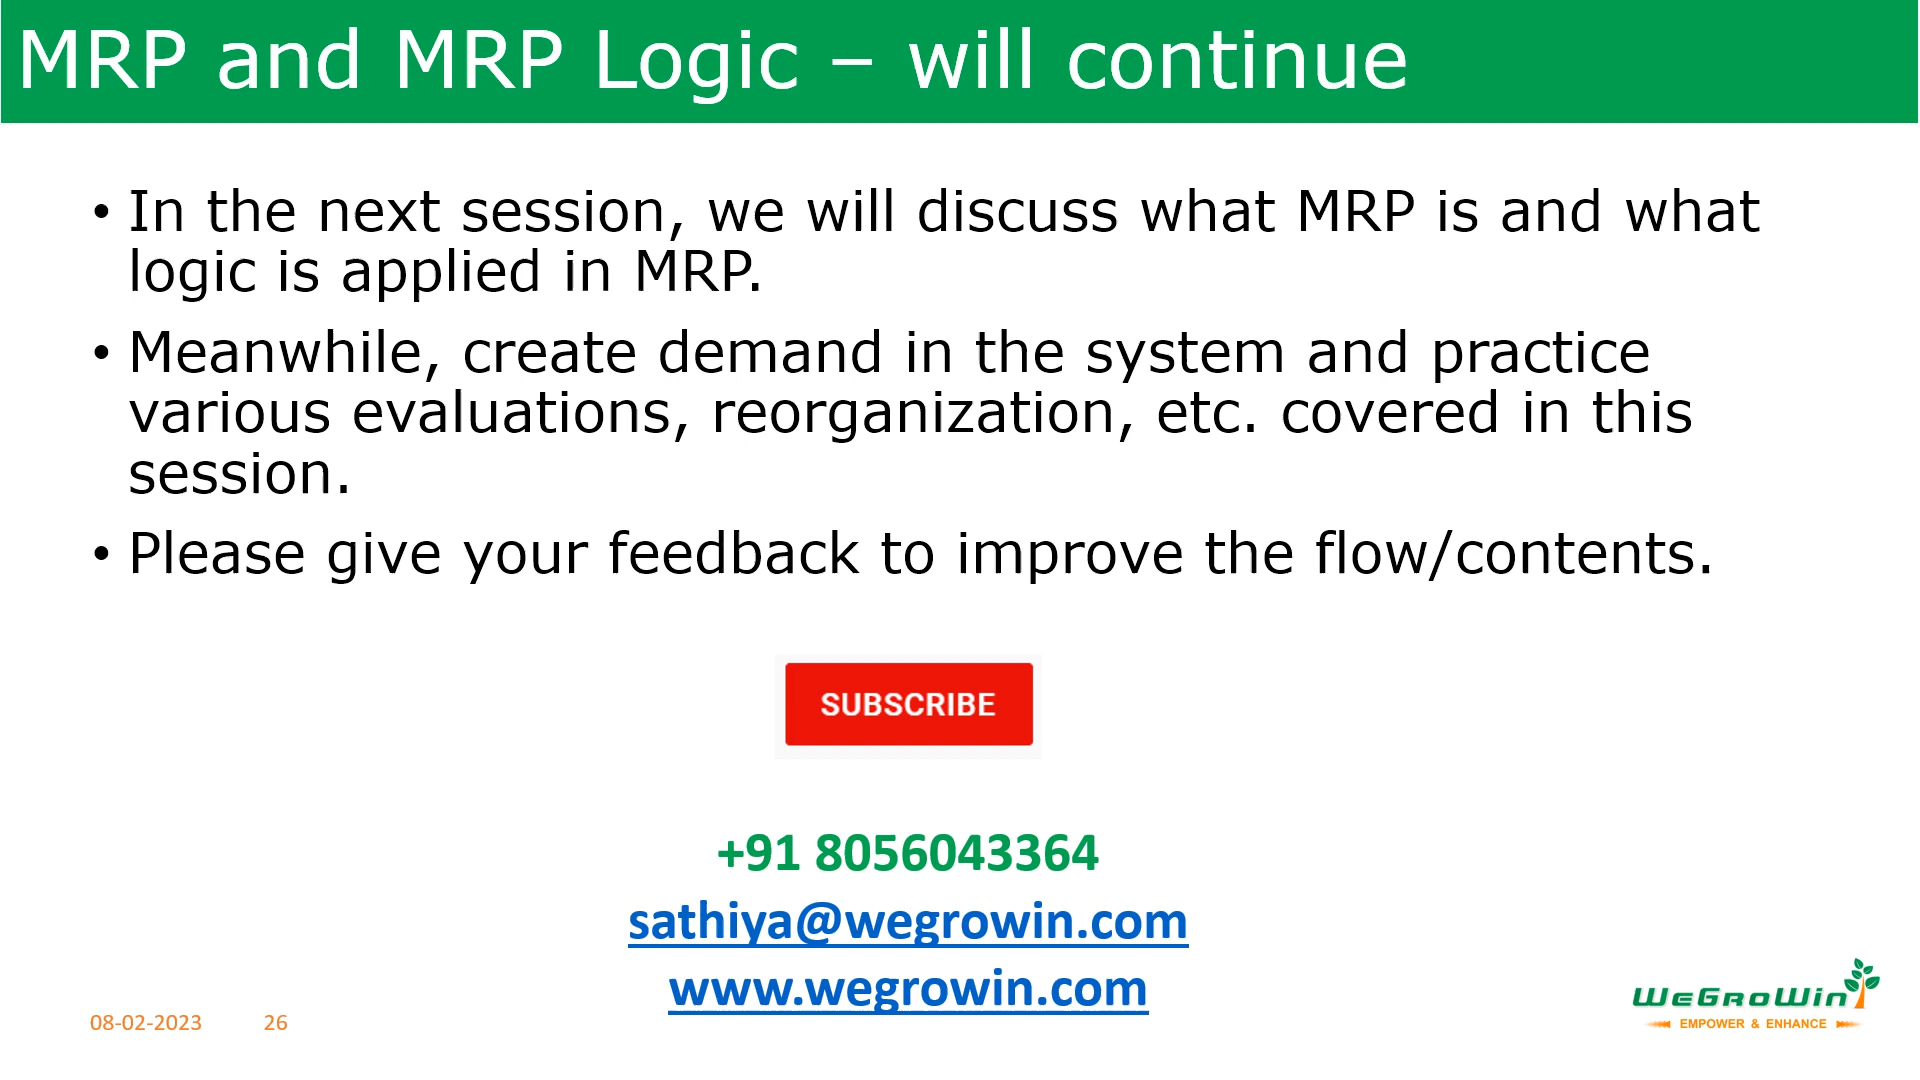 MRP and MRP Logic – will continue
• In the next session, we will discuss what MRP is and what
logic is applied in MRP.
• Meanwhile, create demand in the system and practice
various evaluations, reorganization, etc. covered in this
session.
• Please give your feedback to improve the flow/contents.
SUBSCRIBE
+91 8056043364
sathiya@wegrowin.com
www.wegrowin.com
08-02-2023 26
WeGroWin
EMPOWER & ENHANCE